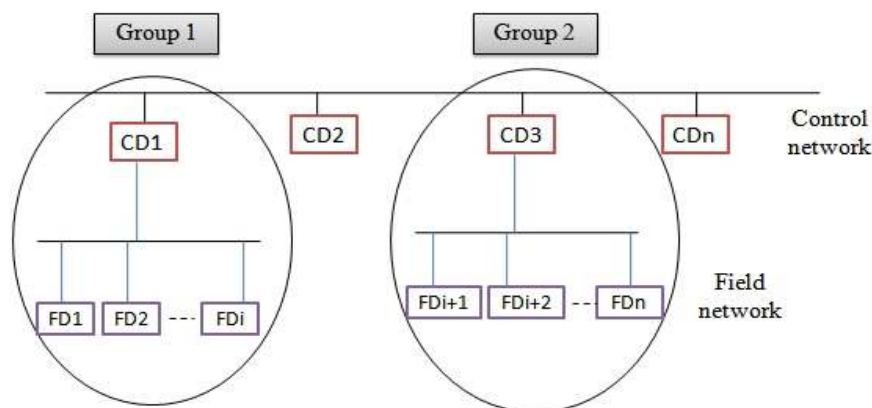 Group 1
Group 2
CD1
CD2
CD3
CDn
Control
network
FD1
FD2
---
FDi
FDi+1
FDi+2
---
FDn
Field
network